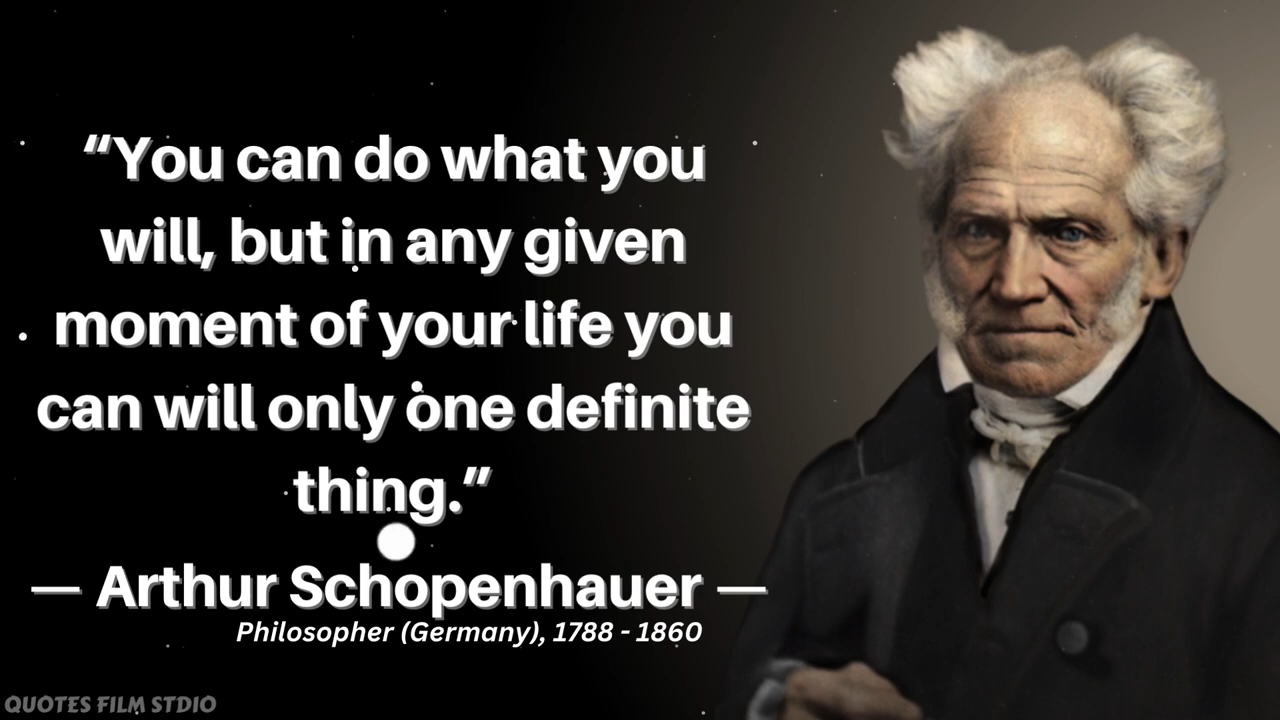 “You can do what you
will, but in any given
moment of your life you
can will only one definite
thing.”
— Arthur Schopenhauer —
Philosopher (Germany), 1788 - 1860
QUOTES FILM STDIO